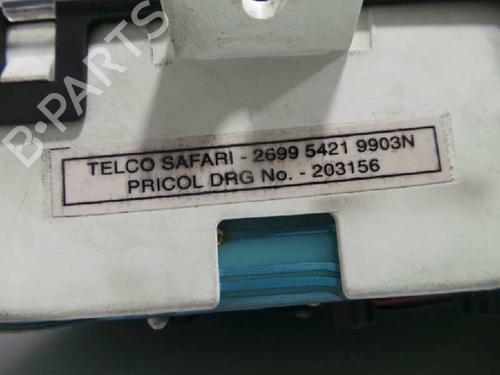 B-PARTS
TELCO SAFARI - 2699 5421 9903N
PRICOL DRG No. - 203156